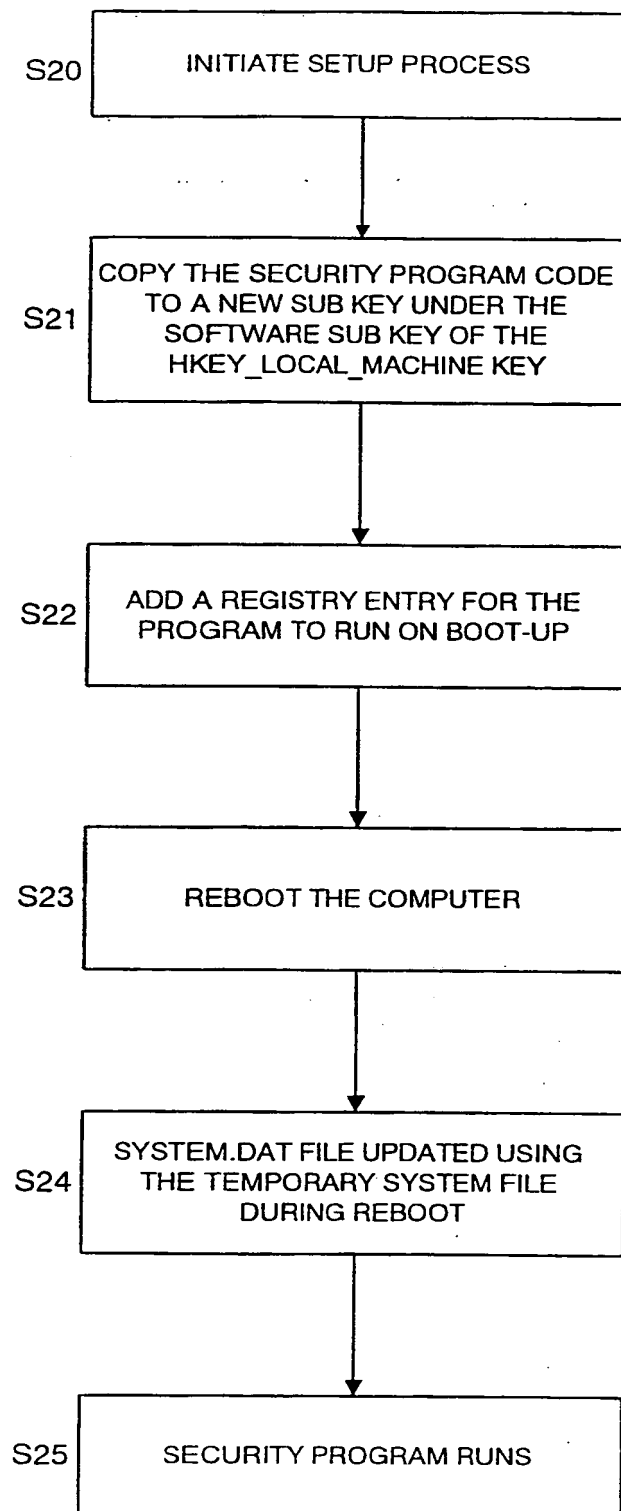 S20
INITIATE SETUP PROCESS
S21
COPY THE SECURITY PROGRAM CODE
TO A NEW SUB KEY UNDER THE
SOFTWARE SUB KEY OF THE
HKEY_LOCAL_MACHINE KEY
S22
ADD A REGISTRY ENTRY FOR THE
PROGRAM TO RUN ON BOOT-UP
S23
REBOOT THE COMPUTER
S24
SYSTEM.DAT FILE UPDATED USING
THE TEMPORARY SYSTEM FILE
DURING REBOOT
S25
SECURITY PROGRAM RUNS